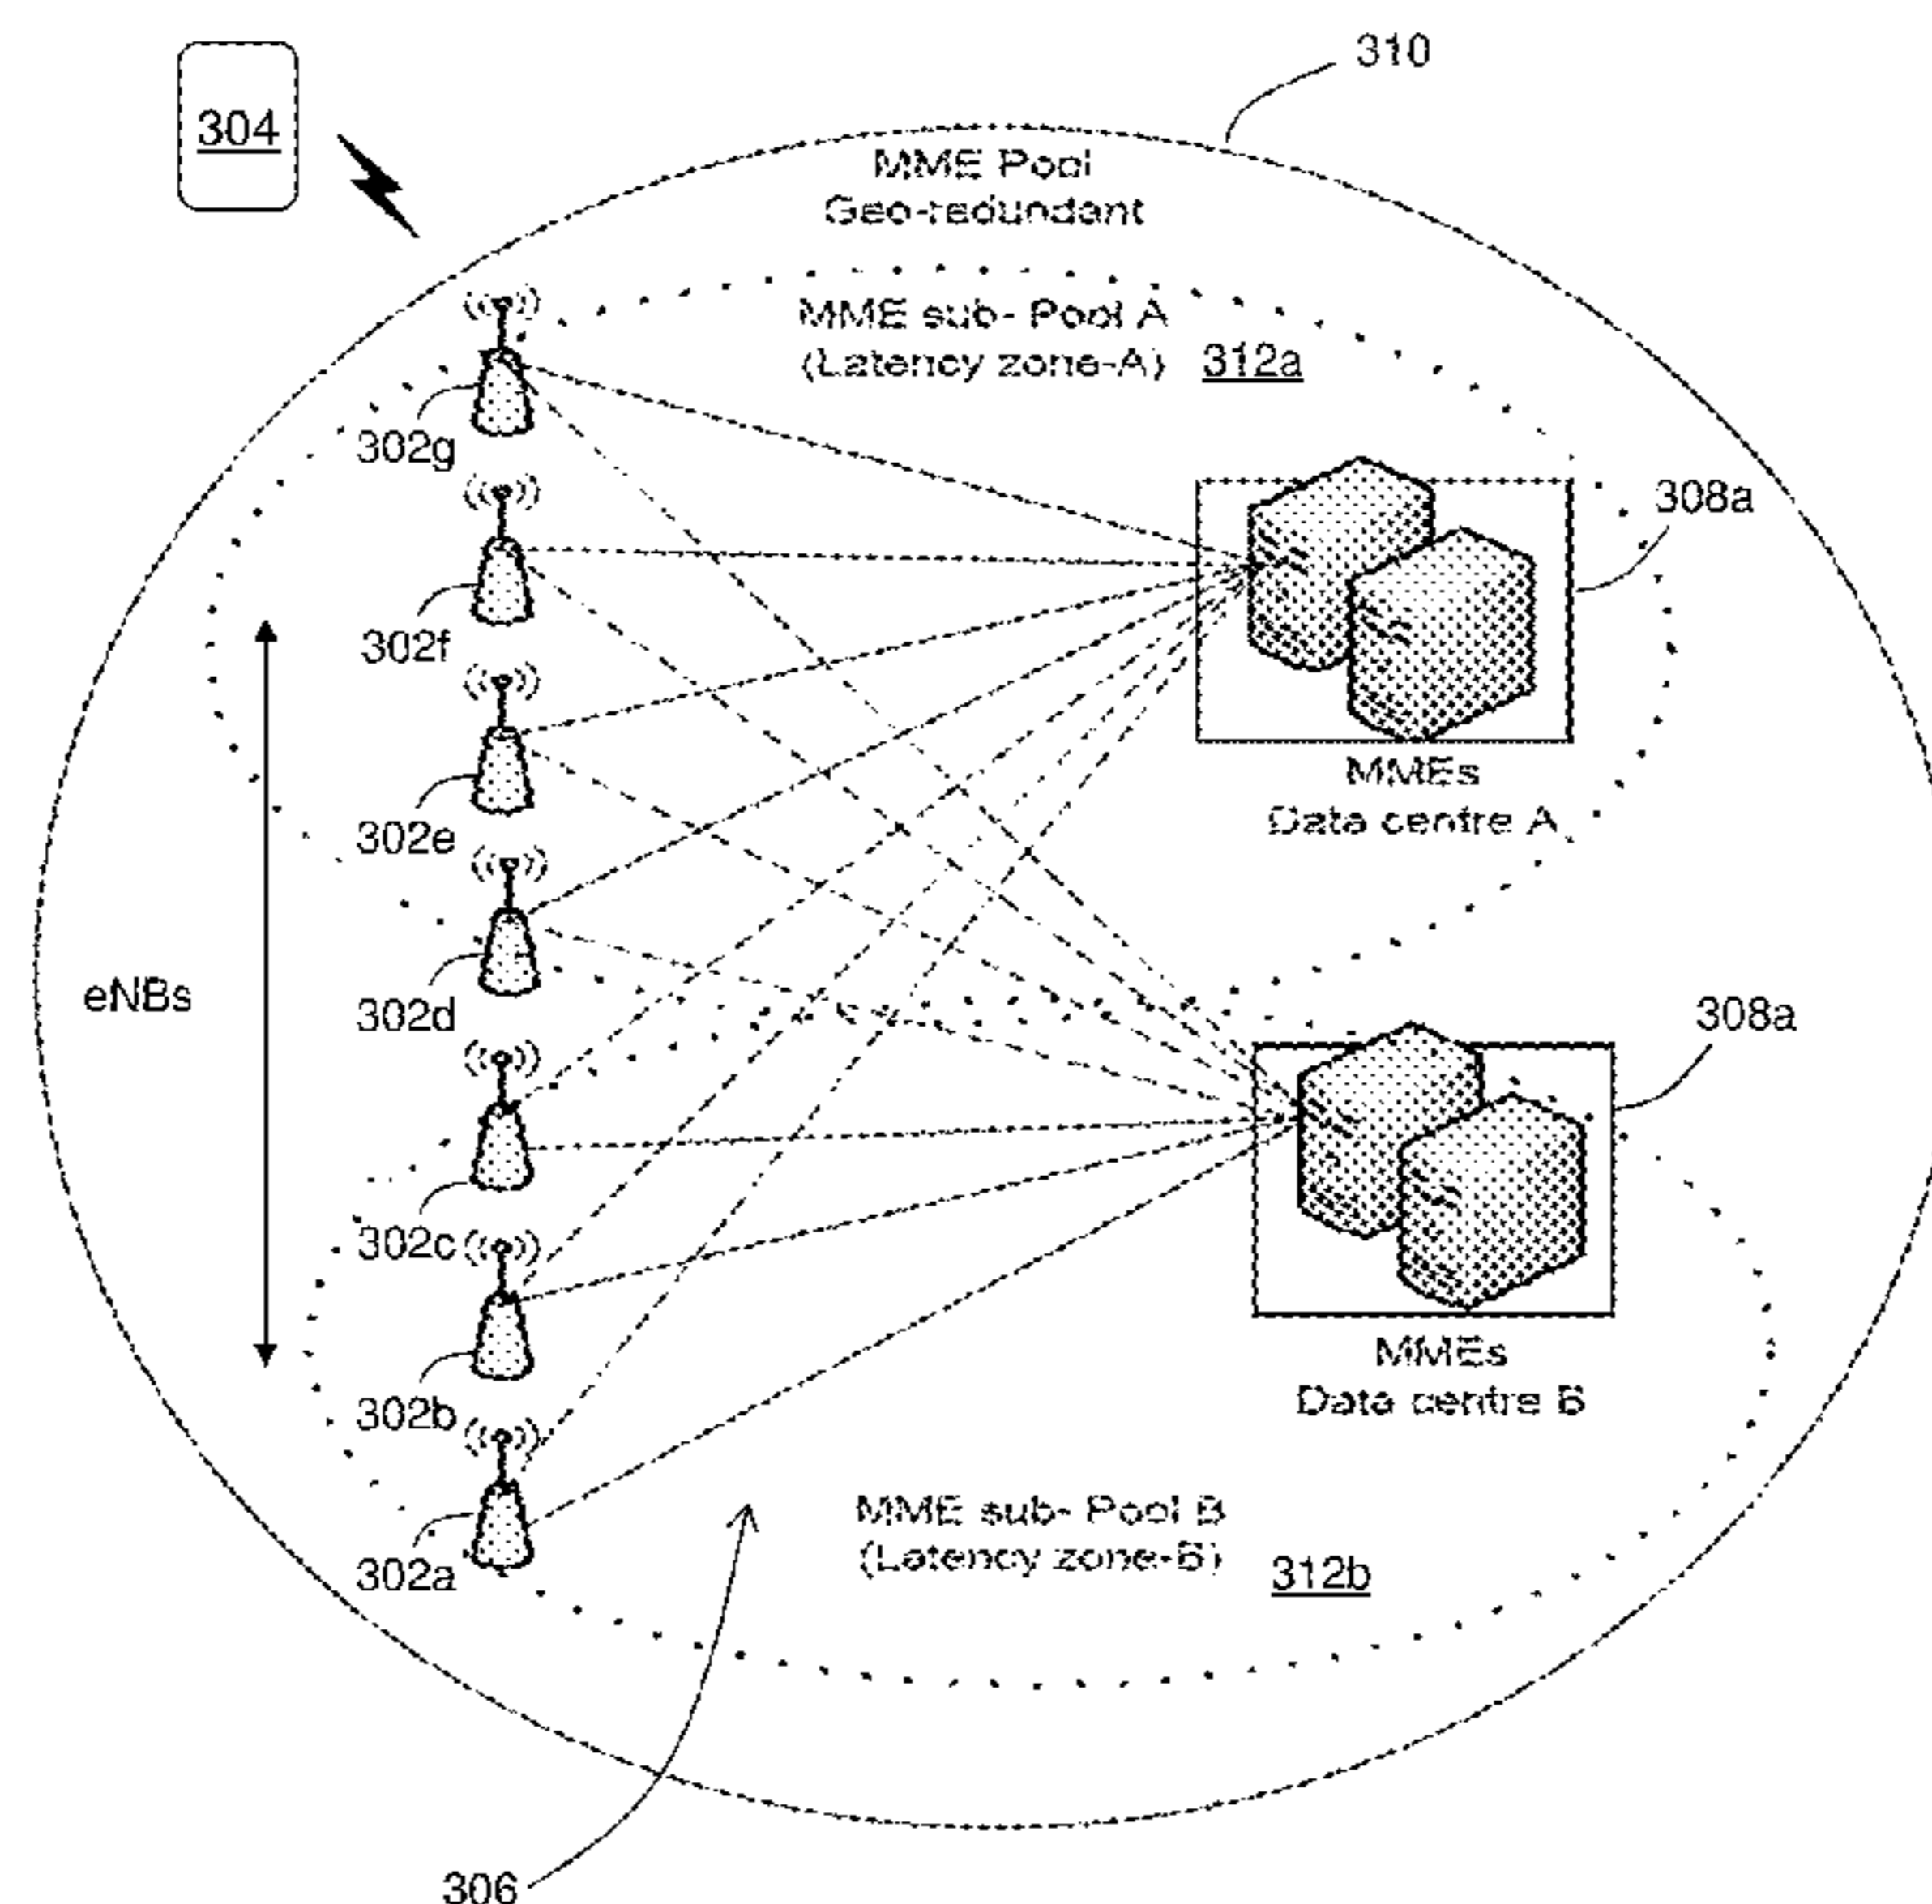 310
304
MME Pool
Geo-redundant
MME sub- Pool A
(Latency zone-A) 312a
302g
308a
302f
MMEs
Data centre A
302e
eNBs
302d
308a
302c
MMEs
Data centre B
302b
MME sub- Pool B
(Latency zone-B)
302a
312b
306